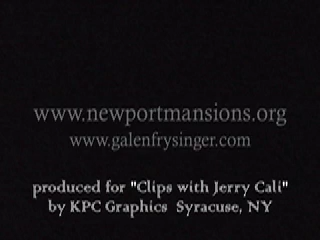 www.newportmansions.org
www.galenfrysinger.com
produced for "Clips with Jerry Cali"
by KPC Graphics Syracuse, NY